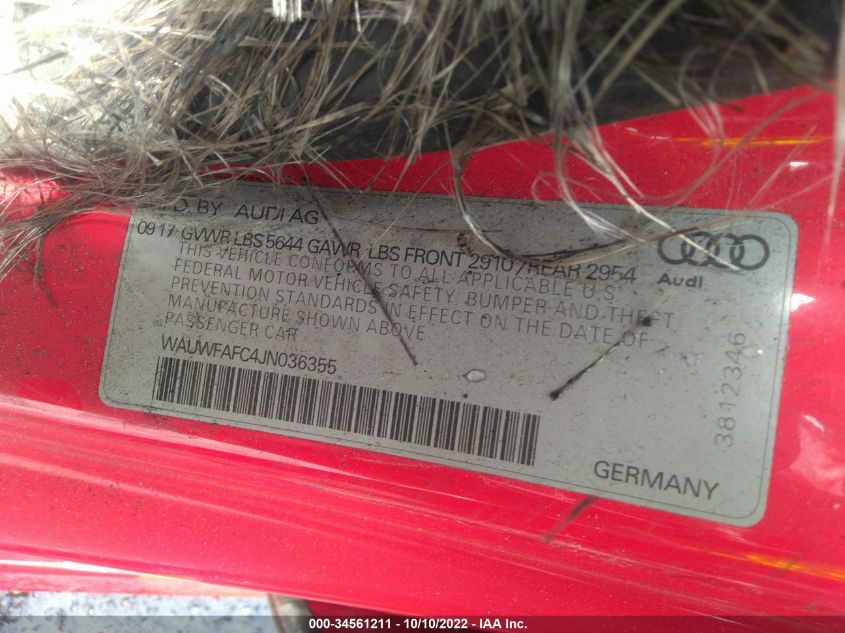 D BY AUDI AG
0917 GVWR LBS 5644 GAWR LBS FRONT 2910/REAR 2954
THIS VEHICLE CONFORMS TO ALL APPLICABLE U.S.
FEDERAL MOTOR VEHICLE SAFETY, BUMPER AND THEFT
PREVENTION STANDARDS IN EFFECT ON THE DATE OF
MANUFACTURE SHOWN ABOVE
PASSENGER CAR
WAUWFAFC4JN036355
Audi
3812346
GERMANY
000-34561211 - 10/10/2022 - IAA Inc.